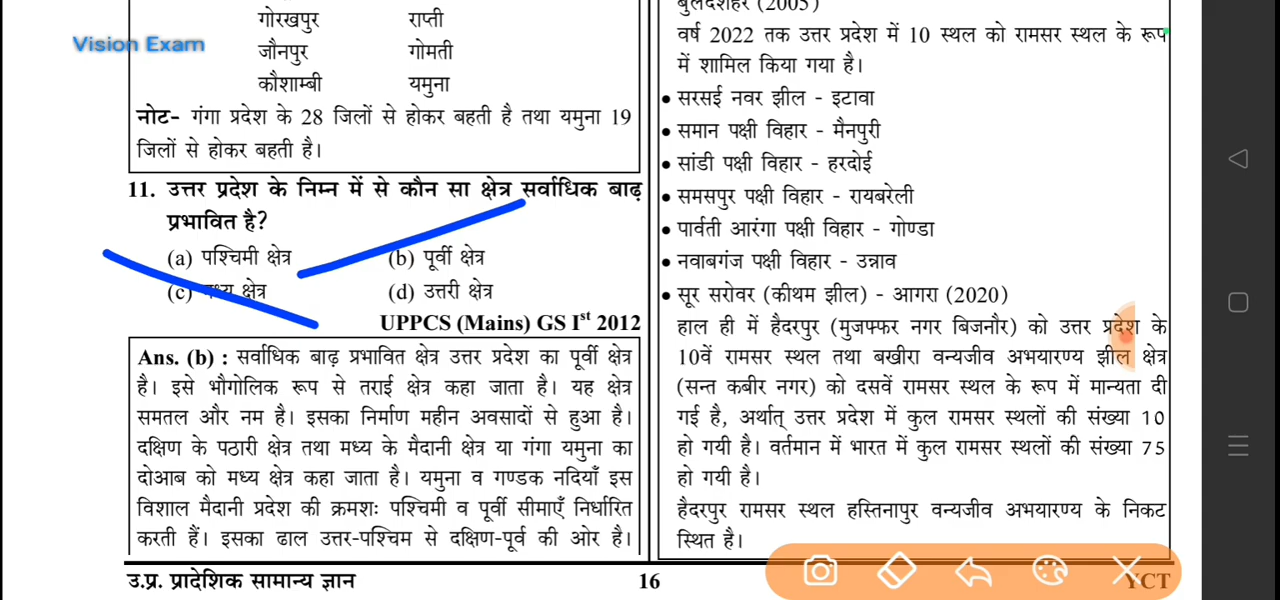 Vision Exam
गोरखपुर राप्ती
जौनपुर गोमती
कौशाम्बी यमुना
नोट- गंगा प्रदेश के 28 जिलों से होकर बहती है तथा यमुना 19
जिलों से होकर बहती है।
11. उत्तर प्रदेश के निम्न में से कौन सा क्षेत्र सर्वाधिक बाढ़
प्रभावित है?
(a) पश्चिमी क्षेत्र (b) पूर्वी क्षेत्र
(c) मध्य क्षेत्र (d) उत्तरी क्षेत्र
UPPCS (Mains) GS Ist 2012
Ans. (b) : सर्वाधिक बाढ़ प्रभावित क्षेत्र उत्तर प्रदेश का पूर्वी क्षेत्र
है। इसे भौगोलिक रूप से तराई क्षेत्र कहा जाता है। यह क्षेत्र
समतल और नम है। इसका निर्माण महीन अवसादों से हुआ है।
दक्षिण के पठारी क्षेत्र तथा मध्य के मैदानी क्षेत्र या गंगा यमुना का
दोआब को मध्य क्षेत्र कहा जाता है। यमुना व गण्डक नदियाँ इस
विशाल मैदानी प्रदेश की क्रमशः पश्चिमी व पूर्वी सीमाएँ निर्धारित
करती हैं। इसका ढाल उत्तर-पश्चिम से दक्षिण-पूर्व की ओर है।
बुलंदशहर (2005)
वर्ष 2022 तक उत्तर प्रदेश में 10 स्थल को रामसर स्थल के रूप
में शामिल किया गया है।
• सरसई नवर झील - इटावा
• समान पक्षी विहार - मैनपुरी
• सांडी पक्षी विहार - हरदोई
• समसपुर पक्षी विहार - रायबरेली
• पार्वती आरंगा पक्षी विहार - गोण्डा
• नवाबगंज पक्षी विहार - उन्नाव
• सूर सरोवर (कीथम झील) - आगरा (2020)
हाल ही में हैदरपुर (मुजफ्फर नगर बिजनौर) को उत्तर प्रदेश के
10वें रामसर स्थल तथा बखीरा वन्यजीव अभयारण्य झील क्षेत्र
(सन्त कबीर नगर) को दसवें रामसर स्थल के रूप में मान्यता दी
गई है, अर्थात् उत्तर प्रदेश में कुल रामसर स्थलों की संख्या 10
हो गयी है। वर्तमान में भारत में कुल रामसर स्थलों की संख्या 75
हो गयी है।
हैदरपुर रामसर स्थल हस्तिनापुर वन्यजीव अभयारण्य के निकट
स्थित है।
उ.प्र. प्रादेशिक सामान्य ज्ञान 16 YCT